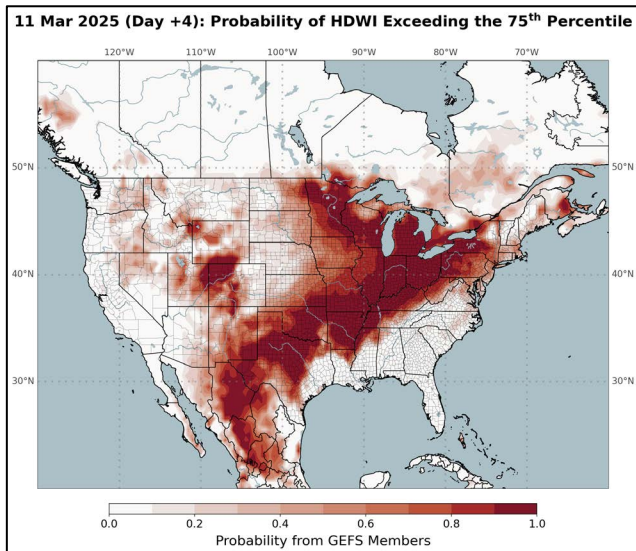 11 Mar 2025 (Day +4): Probability of HDWI Exceeding the 75th Percentile
120°W 110°W 100°W 90°W 80°W 70°W
50°N 50°N
40°N 40°N
30°N 30°N
0.0 0.2 0.4 0.6 0.8 1.0
Probability from GEFS Members